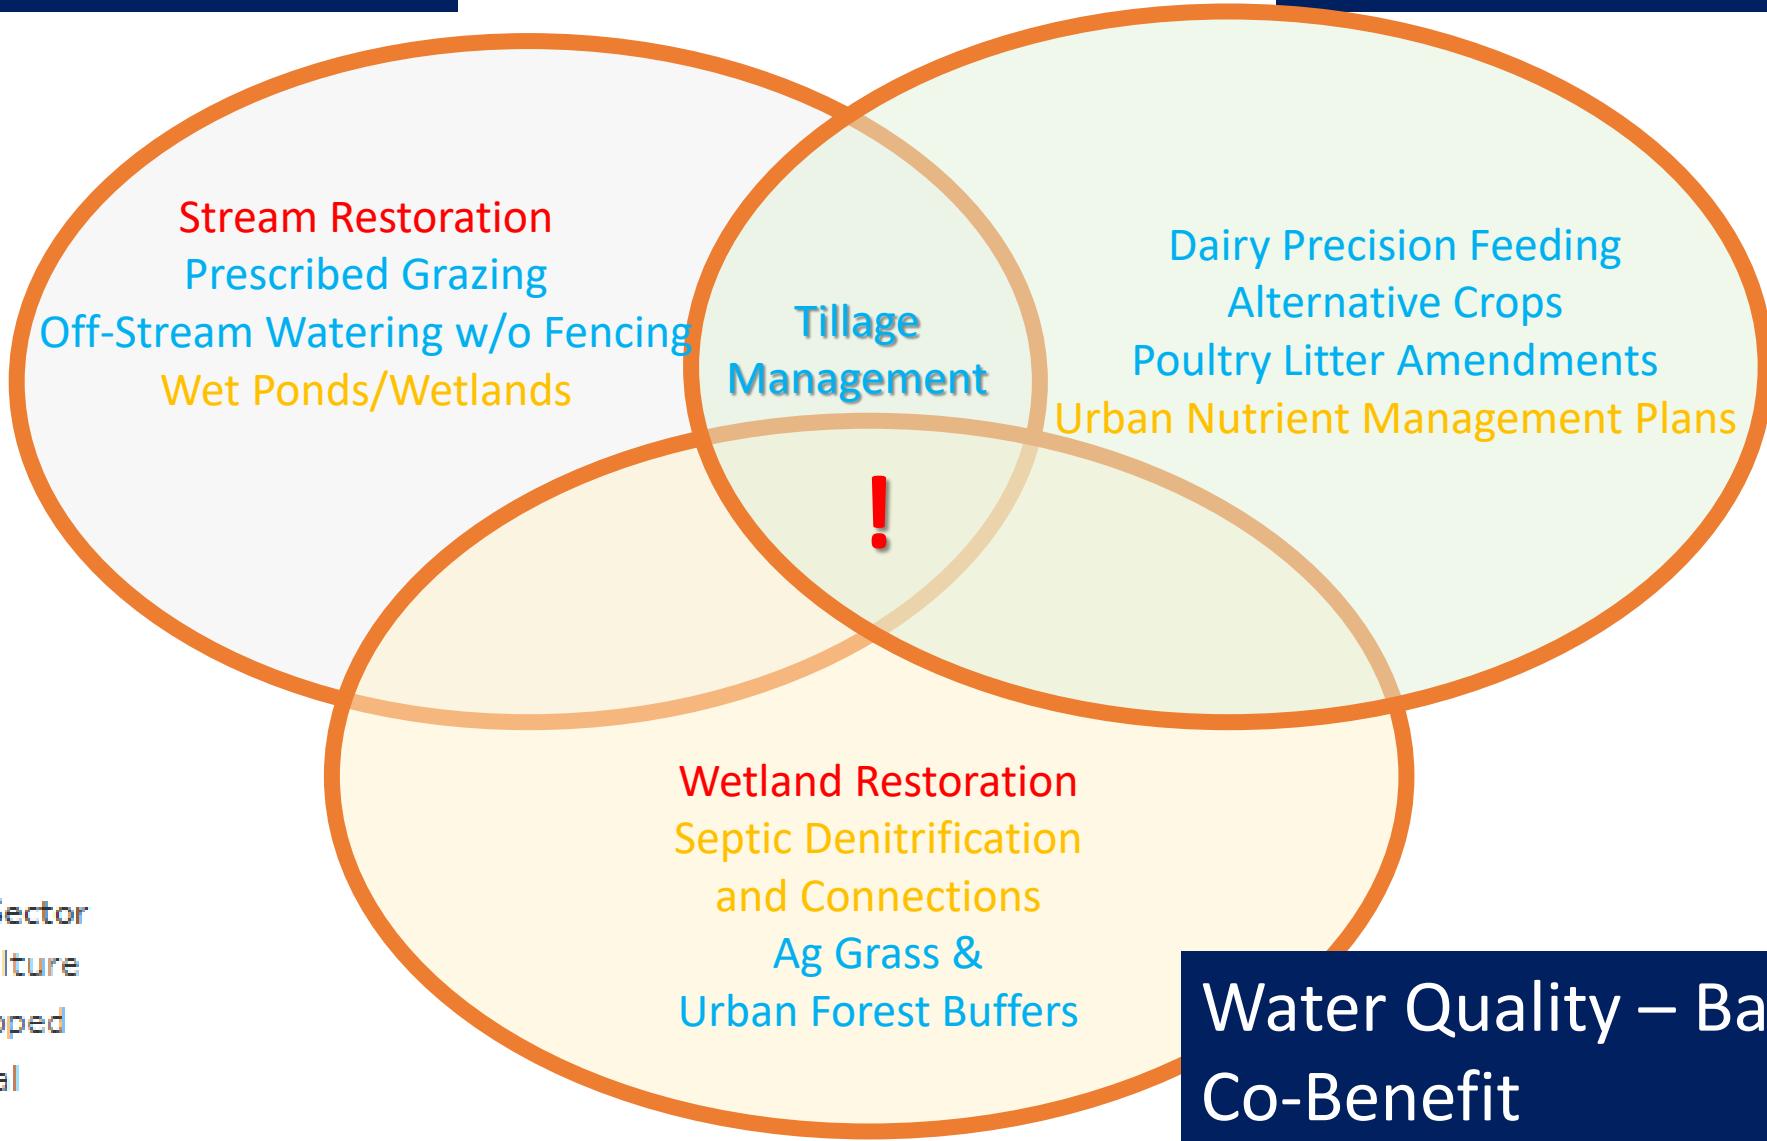 Stream Restoration
Prescribed Grazing
Off-Stream Watering w/o Fencing
Wet Ponds/Wetlands
Tillage
Management
!
Dairy Precision Feeding
Alternative Crops
Poultry Litter Amendments
Urban Nutrient Management Plans
Wetland Restoration
Septic Denitrification
and Connections
Ag Grass &
Urban Forest Buffers
Sector
Water Quality –
Co-Benefit